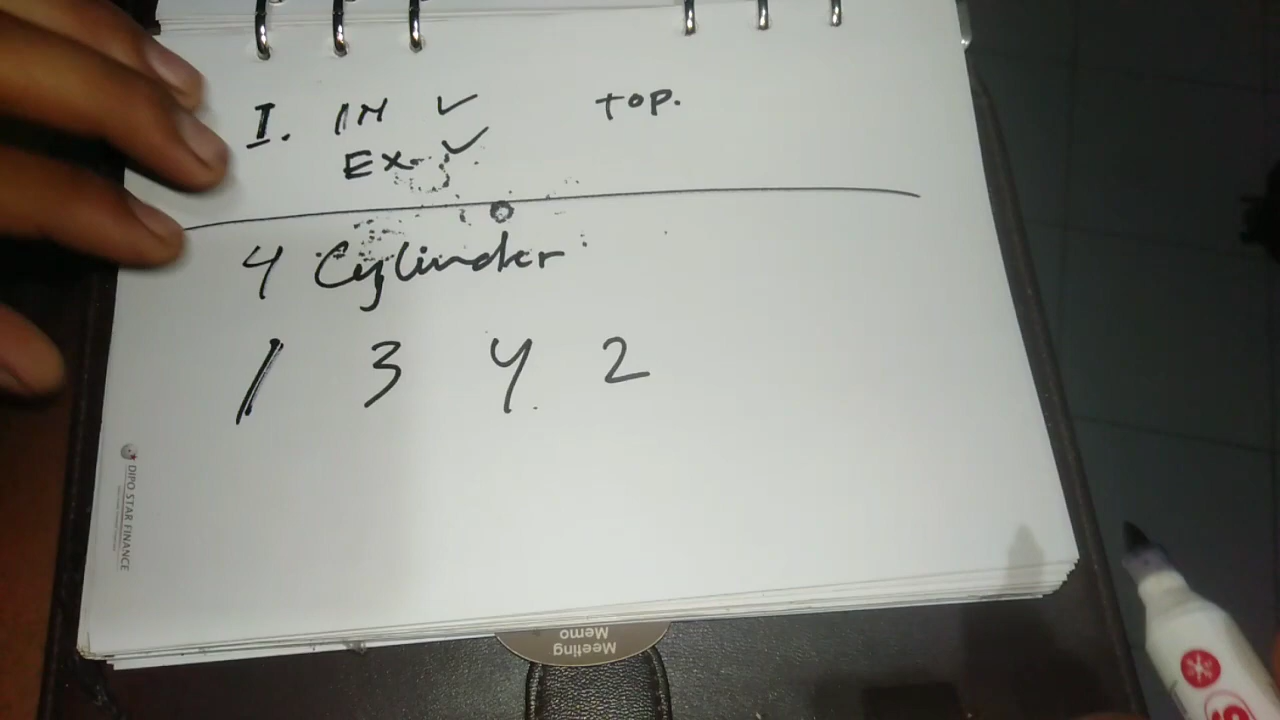 I. IN ✓ TOP.
EX. ✓
4 Cylinder
1 3 4 2
DIPO STAR FINANCE
Meeting
Memo